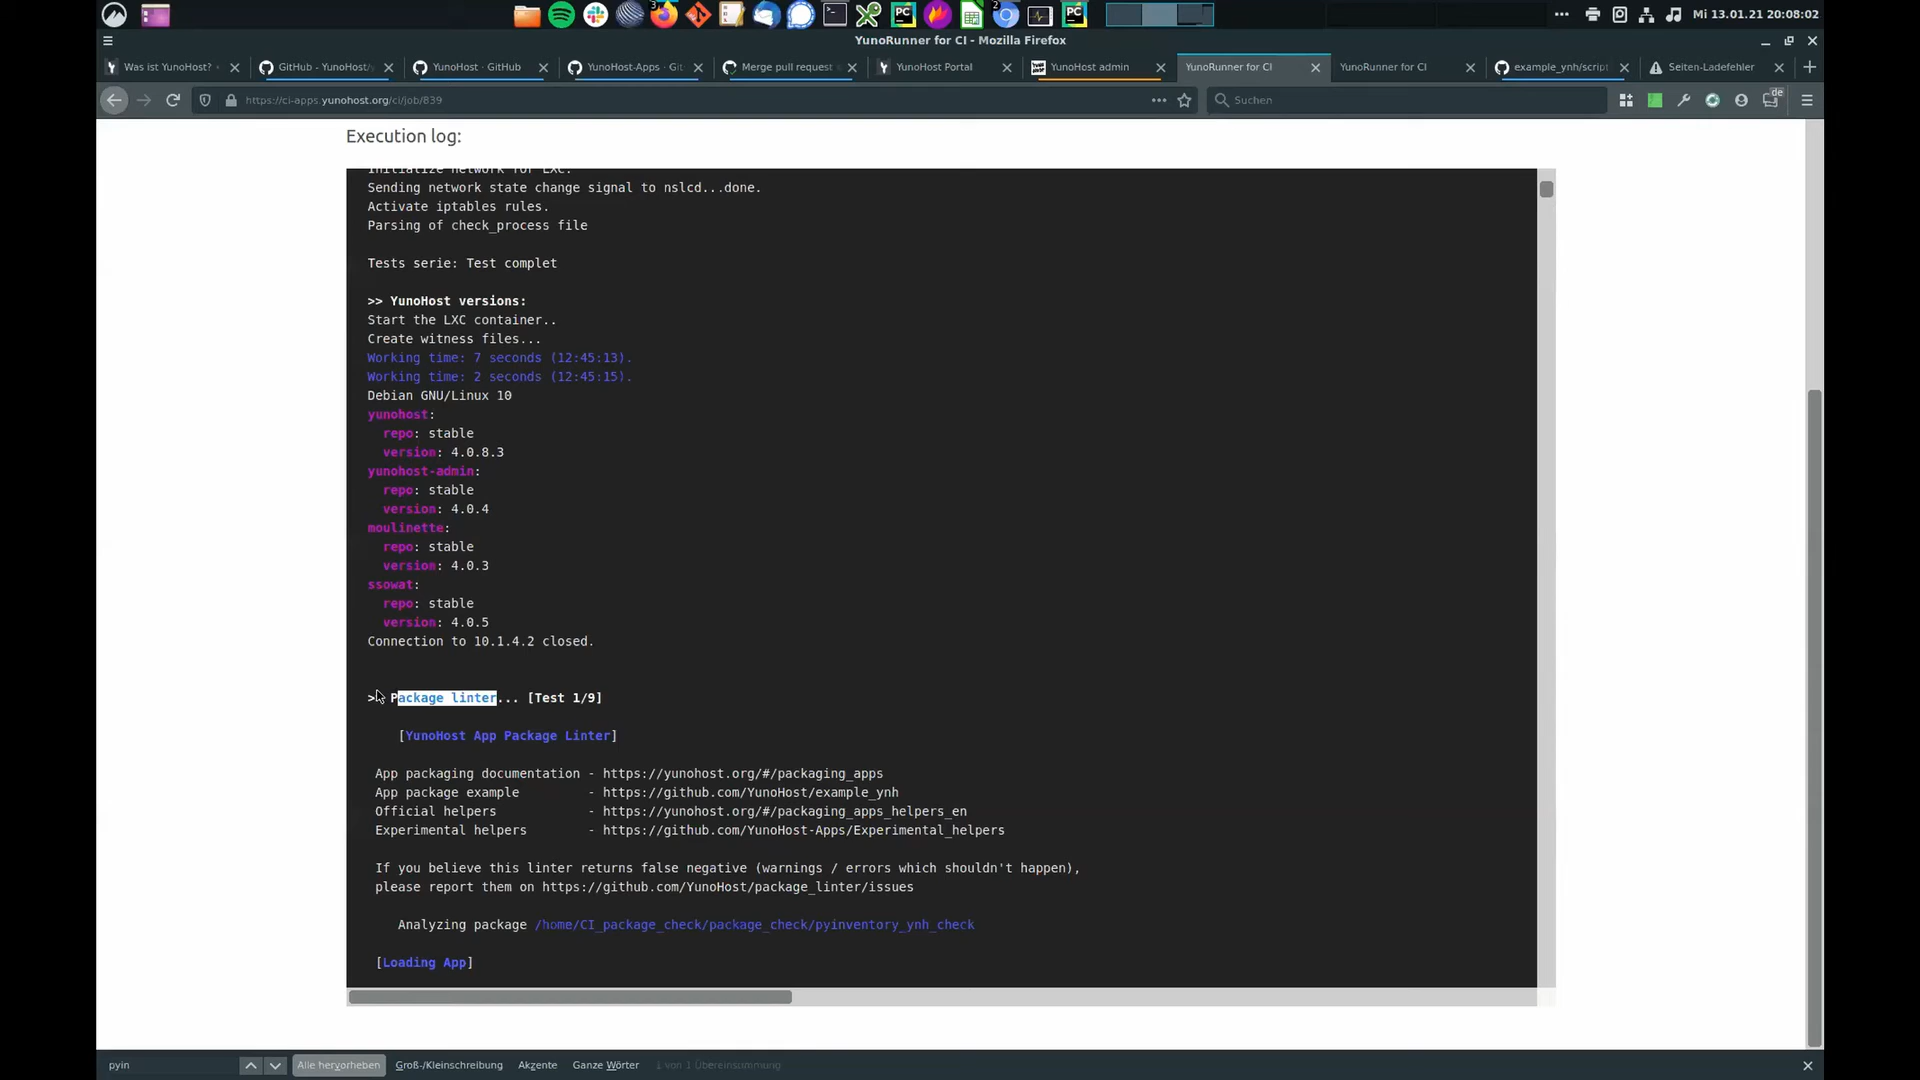 Mi 13.01.21 20:08:02
YunoRunner for CI - Mozilla Firefox
Was ist YunoHost?
GitHub - YunoHost/
YunoHost · GitHub
YunoHost-Apps · Git
Merge pull request
YunoHost Portal
YunoHost admin
YunoRunner for CI
YunoRunner for CI
example_ynh/script
Seiten-Ladefehler
https://ci-apps.yunohost.org/ci/job/839
Suchen
de
Execution log:
Initialize network for LXC.
Sending network state change signal to nslcd...done.
Activate iptables rules.
Parsing of check_process file
Tests serie: Test complet
>> YunoHost versions:
Start the LXC container..
Create witness files...
Working time: 7 seconds (12:45:13).
Working time: 2 seconds (12:45:15).
Debian GNU/Linux 10
yunohost:
repo: stable
version: 4.0.8.3
yunohost-admin:
repo: stable
version: 4.0.4
moulinette:
repo: stable
version: 4.0.3
ssowat:
repo: stable
version: 4.0.5
Connection to 10.1.4.2 closed.
>> Package linter... [Test 1/9]
[YunoHost App Package Linter]
App packaging documentation - https://yunohost.org/#/packaging_apps
App package example - https://github.com/YunoHost/example_ynh
Official helpers - https://yunohost.org/#/packaging_apps_helpers_en
Experimental helpers - https://github.com/YunoHost-Apps/Experimental_helpers
If you believe this linter returns false negative (warnings / errors which shouldn't happen),
please report them on https://github.com/YunoHost/package_linter/issues
Analyzing package /home/CI_package_check/package_check/pyinventory_ynh_check
[Loading App]
pyin
Alle hervorheben
Groß-/Kleinschreibung
Akzente
Ganze Wörter
1 von 1 Übereinstimmung